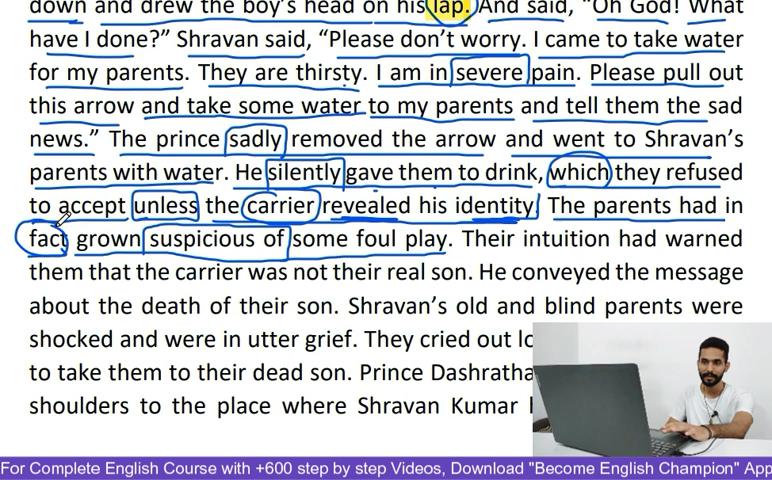 down and drew the boy's head on his lap. And said, "Oh God! What
have I done?" Shravan said, "Please don't worry. I came to take water
for my parents. They are thirsty. I am in severe pain. Please pull out
this arrow and take some water to my parents and tell them the sad
news." The prince sadly removed the arrow and went to Shravan's
parents with water. He silently gave them to drink, which they refused
to accept unless the carrier revealed his identity. The parents had in
fact grown suspicious of some foul play. Their intuition had warned
them that the carrier was not their real son. He conveyed the message
about the death of their son. Shravan's old and blind parents were
shocked and were in utter grief. They cried out
to take them to their dead son. Prince Dashratha
shoulders to the place where Shravan Kumar
For Complete English Course with +600 step by step Videos, Download "Become English Champion" App